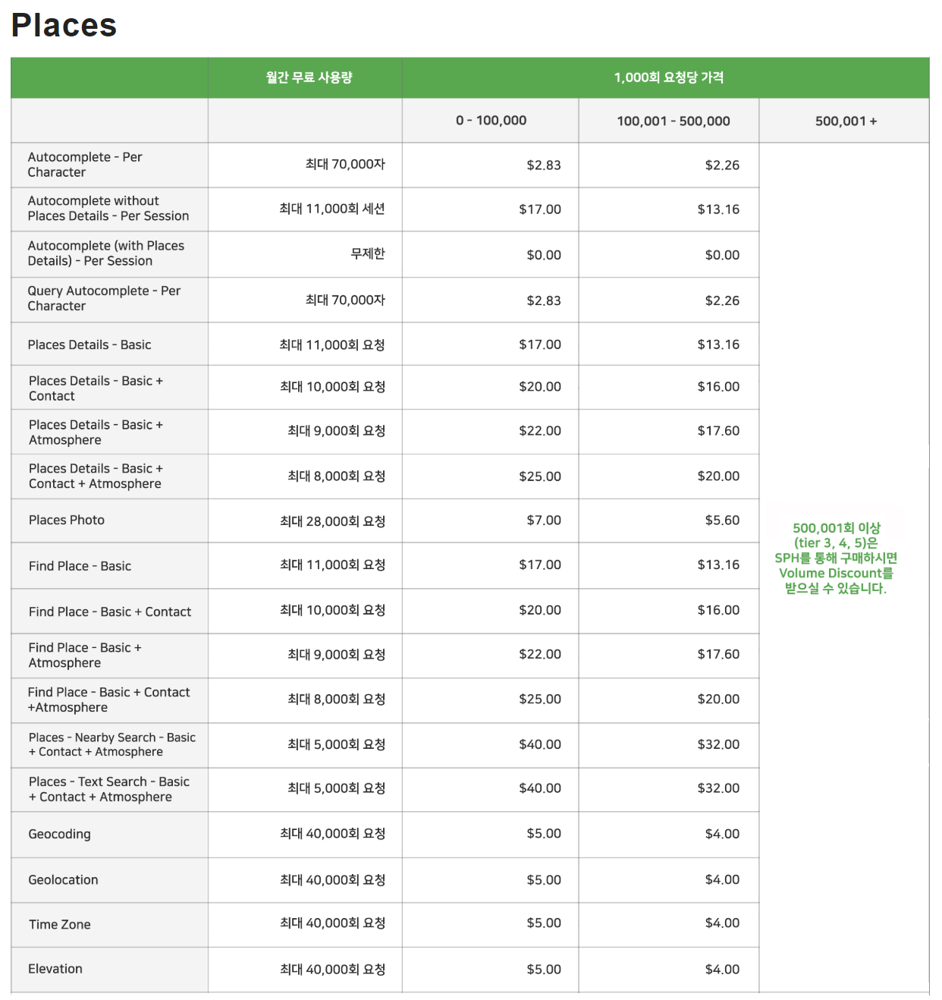 Places
월간 무료 사용량
1,000회 요청당 가격
0 - 100,000
100,001 - 500,000
500,001 +
Autocomplete - Per
Character
최대 70,000자
$2.83
$2.26
Autocomplete without
Places Details - Per Session
최대 11,000회 세션
$17.00
$13.16
Autocomplete (with Places
Details) - Per Session
무제한
$0.00
$0.00
Query Autocomplete - Per
Character
최대 70,000자
$2.83
$2.26
Places Details - Basic
최대 11,000회 요청
$17.00
$13.16
Places Details - Basic +
Contact
최대 10,000회 요청
$20.00
$16.00
Places Details - Basic +
Atmosphere
최대 9,000회 요청
$22.00
$17.60
Places Details - Basic +
Contact + Atmosphere
최대 8,000회 요청
$25.00
$20.00
Places Photo
최대 28,000회 요청
$7.00
$5.60
Find Place - Basic
최대 11,000회 요청
$17.00
$13.16
Find Place - Basic + Contact
최대 10,000회 요청
$20.00
$16.00
Find Place - Basic +
Atmosphere
최대 9,000회 요청
$22.00
$17.60
Find Place - Basic + Contact
+Atmosphere
최대 8,000회 요청
$25.00
$20.00
Places - Nearby Search - Basic
+ Contact + Atmosphere
최대 5,000회 요청
$40.00
$32.00
Places - Text Search - Basic
+ Contact + Atmosphere
최대 5,000회 요청
$40.00
$32.00
Geocoding
최대 40,000회 요청
$5.00
$4.00
Geolocation
최대 40,000회 요청
$5.00
$4.00
Time Zone
최대 40,000회 요청
$5.00
$4.00
Elevation
최대 40,000회 요청
$5.00
$4.00
500,001회 이상
(tier 3, 4, 5)은
SPH를 통해 구매하시면
Volume Discount를
받으실 수 있습니다.